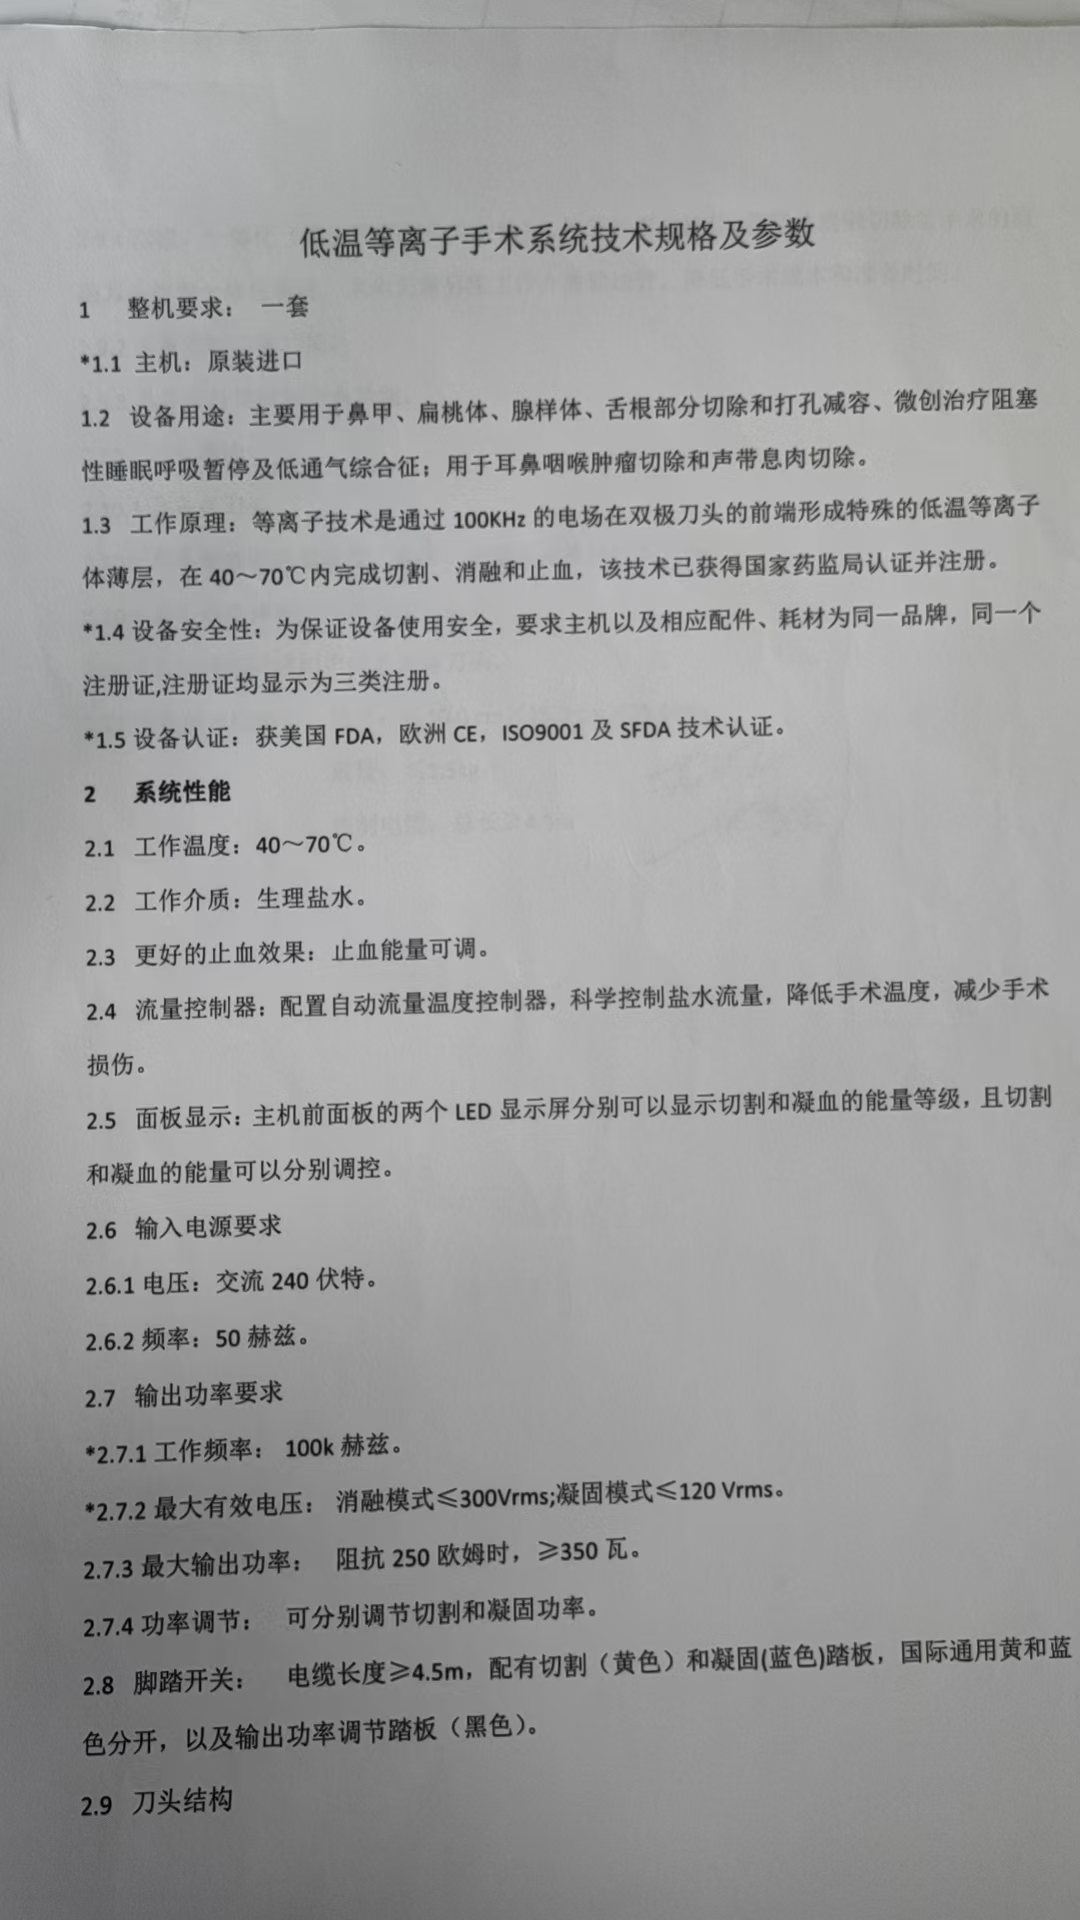 低温等离子手术系统技术规格及参数
1 整机要求： 一套
*1.1 主机：原装进口
1.2 设备用途：主要用于鼻甲、扁桃体、腺样体、舌根部分切除和打孔减容、微创治疗阻塞
性睡眠呼吸暂停及低通气综合征；用于耳鼻咽喉肿瘤切除和声带息肉切除。
1.3 工作原理：等离子技术是通过 100KHz 的电场在双极刀头的前端形成特殊的低温等离子
体薄层，在 40～70℃内完成切割、消融和止血，该技术已获得国家药监局认证并注册。
*1.4 设备安全性：为保证设备使用安全，要求主机以及相应配件、耗材为同一品牌，同一个
注册证,注册证均显示为三类注册。
*1.5 设备认证：获美国 FDA，欧洲 CE，ISO9001 及 SFDA 技术认证。
2 系统性能
2.1 工作温度：40～70℃。
2.2 工作介质：生理盐水。
2.3 更好的止血效果：止血能量可调。
2.4 流量控制器：配置自动流量温度控制器，科学控制盐水流量，降低手术温度，减少手术
损伤。
2.5 面板显示：主机前面板的两个 LED 显示屏分别可以显示切割和凝血的能量等级，且切割
和凝血的能量可以分别调控。
2.6 输入电源要求
2.6.1 电压：交流 240 伏特。
2.6.2 频率：50 赫兹。
2.7 输出功率要求
*2.7.1 工作频率： 100k 赫兹。
*2.7.2 最大有效电压： 消融模式≤300Vrms;凝固模式≤120 Vrms。
2.7.3 最大输出功率： 阻抗 250 欧姆时，≥350 瓦。
2.7.4 功率调节： 可分别调节切割和凝固功率。
2.8 脚踏开关： 电缆长度≥4.5m，配有切割（黄色）和凝固(蓝色)踏板，国际通用黄和蓝
色分开，以及输出功率调节踏板（黑色）。
2.9 刀头结构